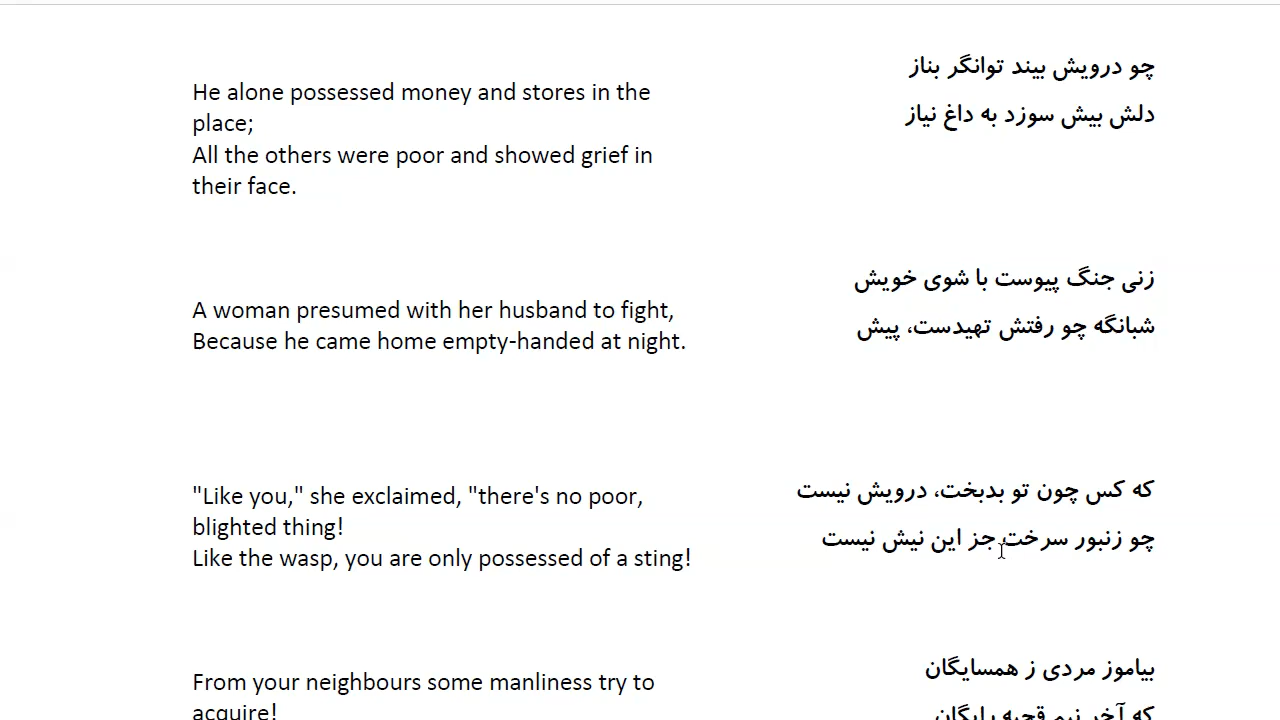 He alone possessed money and stores in the
place;
All the others were poor and showed grief in
their face.
چو درویش بیند توانگر بناز
دلش بیش سوزد به داغ نیاز
A woman presumed with her husband to fight,
Because he came home empty-handed at night.
زنی جنگ پیوست با شوی خویش
شبانگه چو رفتش تهیدست، پیش
"Like you," she exclaimed, "there's no poor,
blighted thing!
Like the wasp, you are only possessed of a sting!
که کس چون تو بدبخت، درویش نیست
چو زنبور سرخت جز این نیش نیست
From your neighbours some manliness try to
acquire!
بیاموز مردی ز همسایگان
که آخر نیم قحبه رایگان